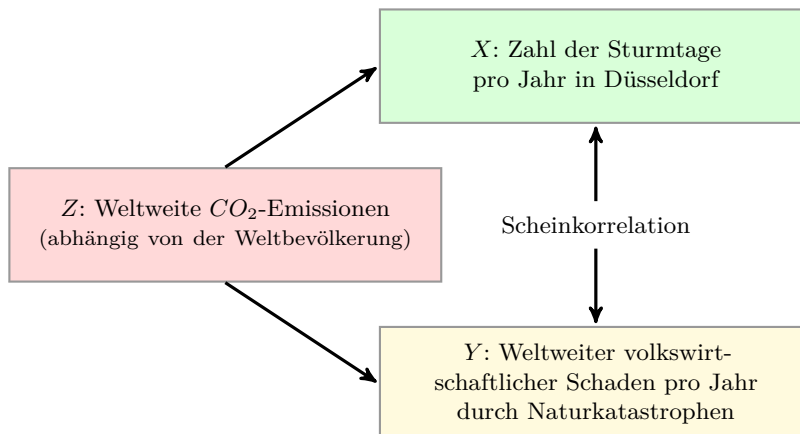 X: Zahl der Sturmtage
pro Jahr in Düsseldorf
Z: Weltweite CO₂-Emissionen
(abhängig von der Weltbevölkerung)
Scheinkorrelation
Y: Weltweiter volkswirt-
schaftlicher Schaden pro Jahr
durch Naturkatastrophen